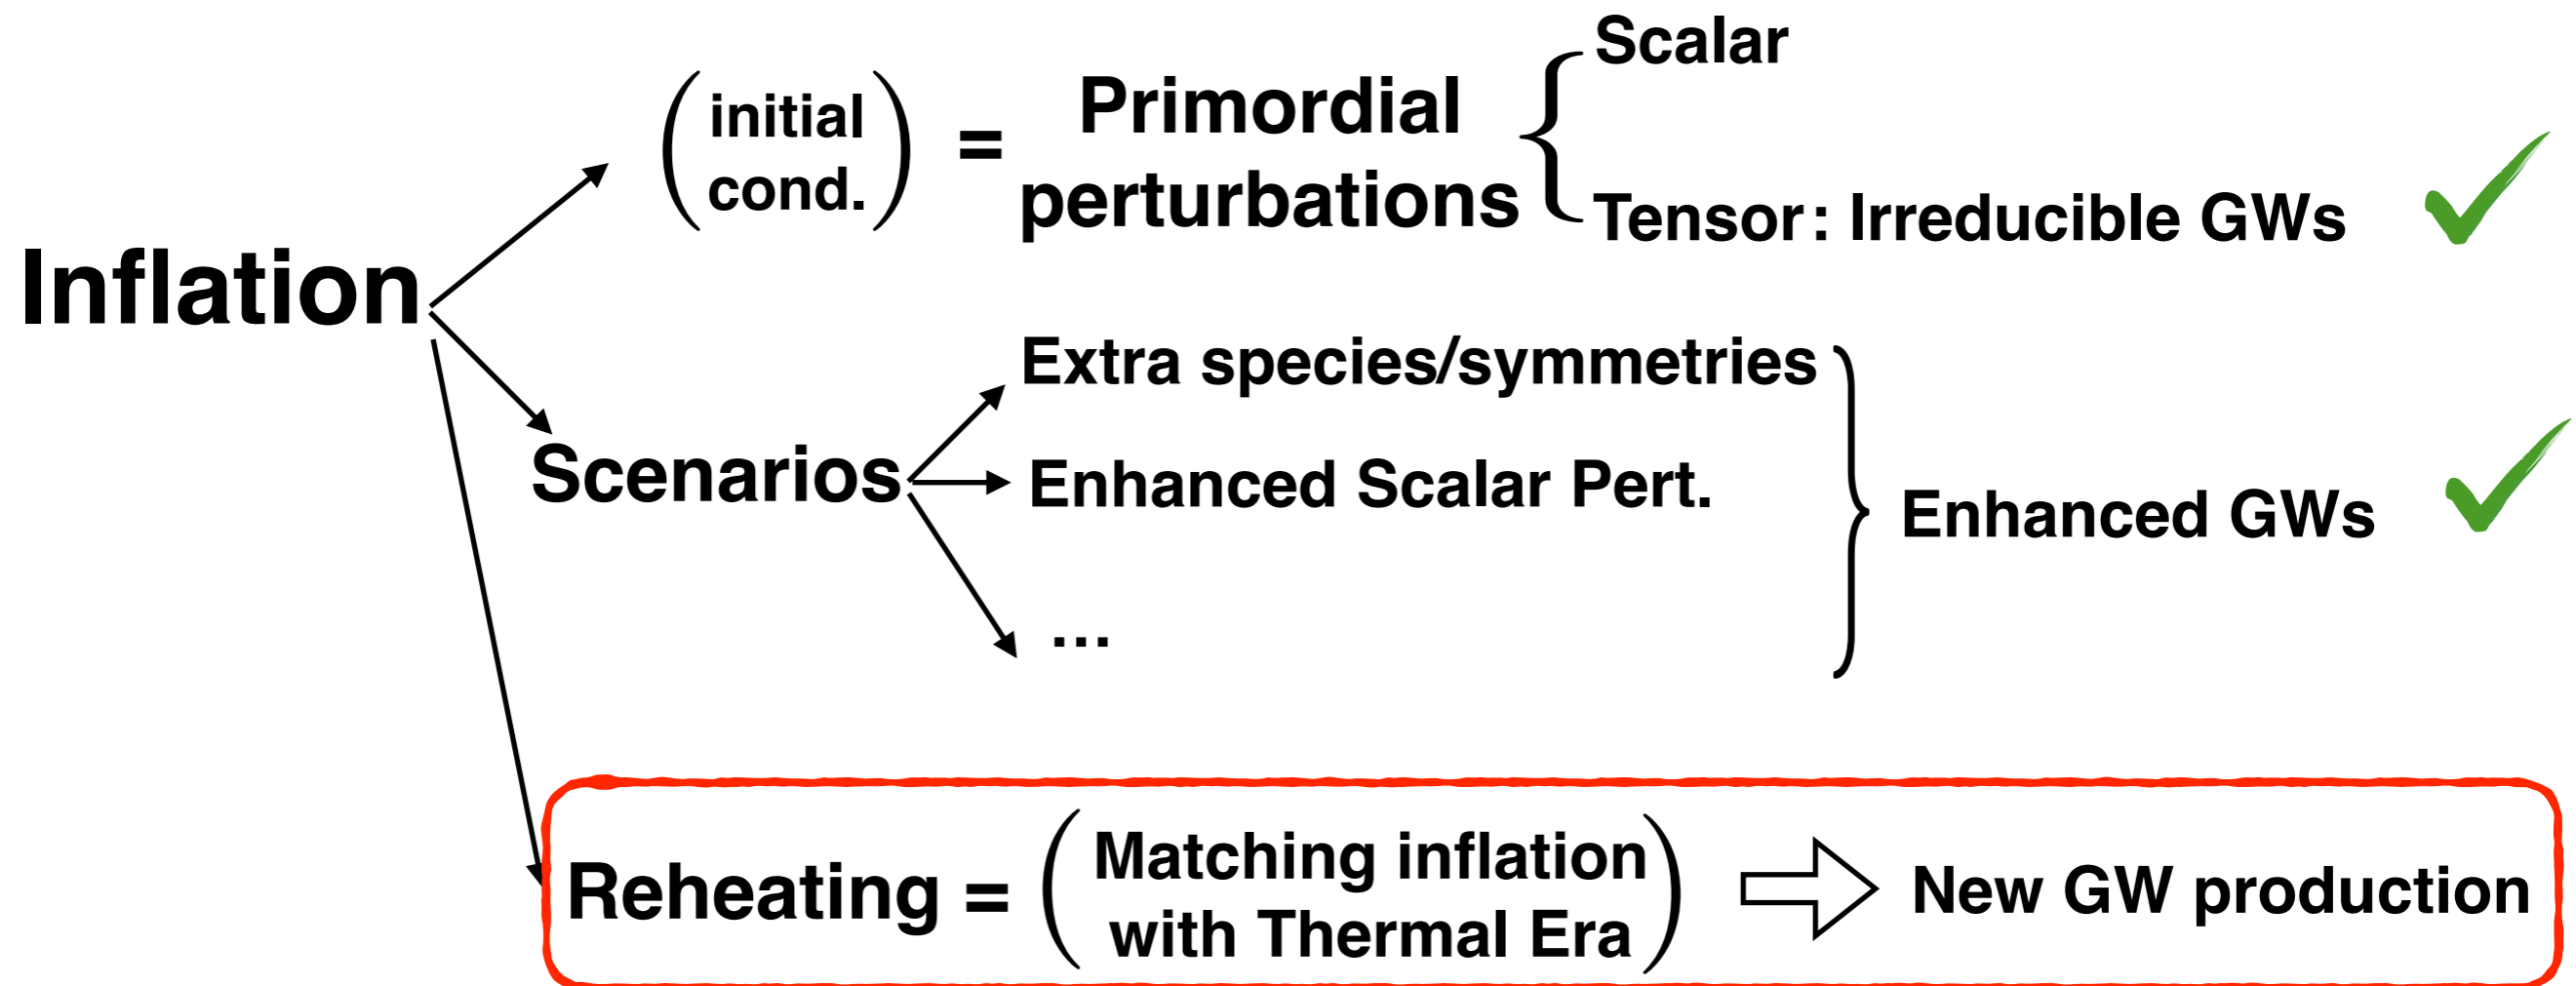 Scalar
initial
cond.
=
Primordial
perturbations
Tensor: Irreducible GWs
Inflation
Extra species/symmetries
Scenarios
Enhanced Scalar Pert.
Enhanced GWs
...
Reheating =
Matching inflation
with Thermal Era
New GW production